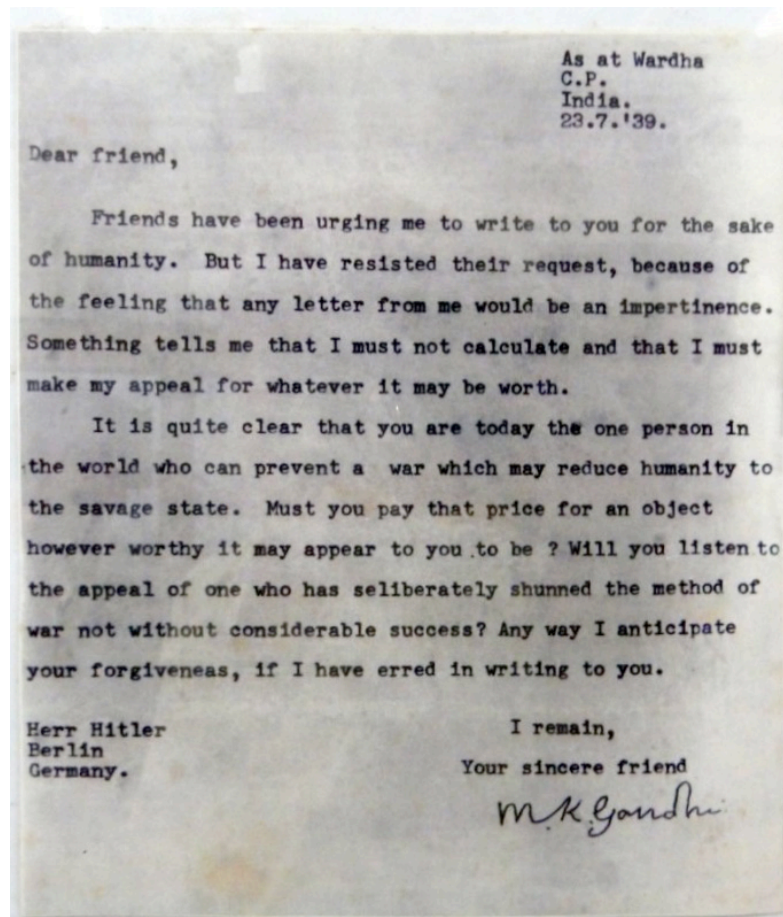 As at Wardha
C.P.
India.
23.7.'39.
Dear friend,
Friends have been urging me to write to you for the sake
of humanity. But I have resisted their request, because of
the feeling that any letter from me would be an impertinence.
Something tells me that I must not calculate and that I must
make my appeal for whatever it may be worth.
It is quite clear that you are today the one person in
the world who can prevent a war which may reduce humanity to
the savage state. Must you pay that price for an object
however worthy it may appear to you to be ? Will you listen to
the appeal of one who has seliberately shunned the method of
war not without considerable success? Any way I anticipate
your forgiveneas, if I have erred in writing to you.
Herr Hitler
Berlin
Germany.
I remain,
Your sincere friend
M.K.Gandhi